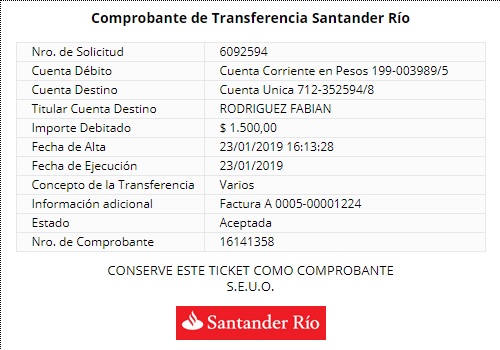 Comprobante de Transferencia Santander Río
Nro. de Solicitud 6092594
Cuenta Débito Cuenta Corriente en Pesos 199-003989/5
Cuenta Destino Cuenta Unica 712-352594/8
Titular Cuenta Destino RODRIGUEZ FABIAN
Importe Debitado $ 1.500,00
Fecha de Alta 23/01/2019 16:13:28
Fecha de Ejecución 23/01/2019
Concepto de la Transferencia Varios
Información adicional Factura A 0005-00001224
Estado Aceptada
Nro. de Comprobante 16141358
CONSERVE ESTE TICKET COMO COMPROBANTE
S.E.U.O.
Santander Río